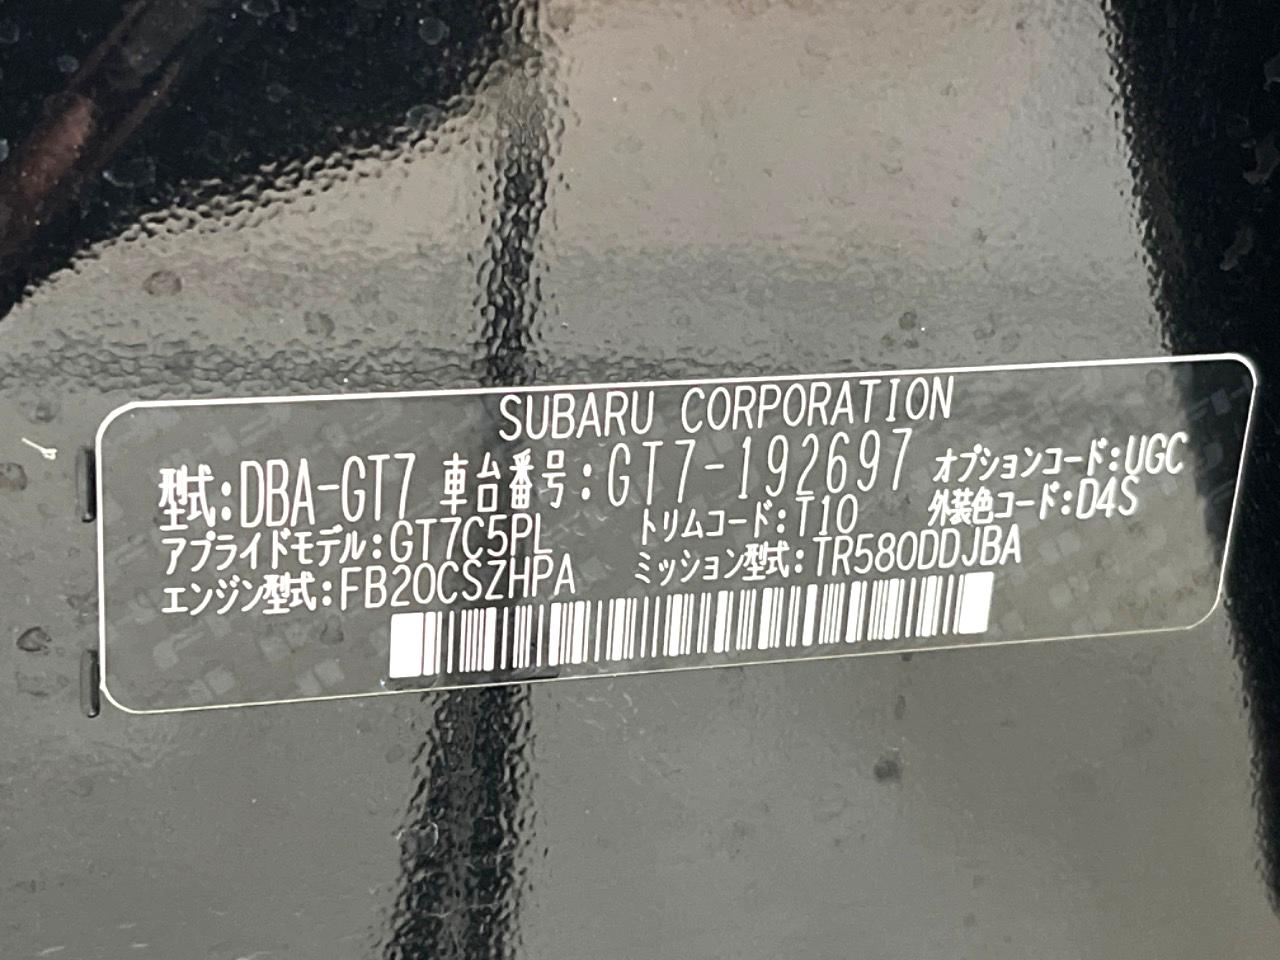 SUBARU CORPORATION
型式:DBA-GT7 車台番号:GT7-192697 オプションコード:UGC
アプライドモデル:GT7C5PL トリムコード:T10 外装色コード:D4S
エンジン型式:FB20CSZHPA ミッション型式:TR580DDJBA